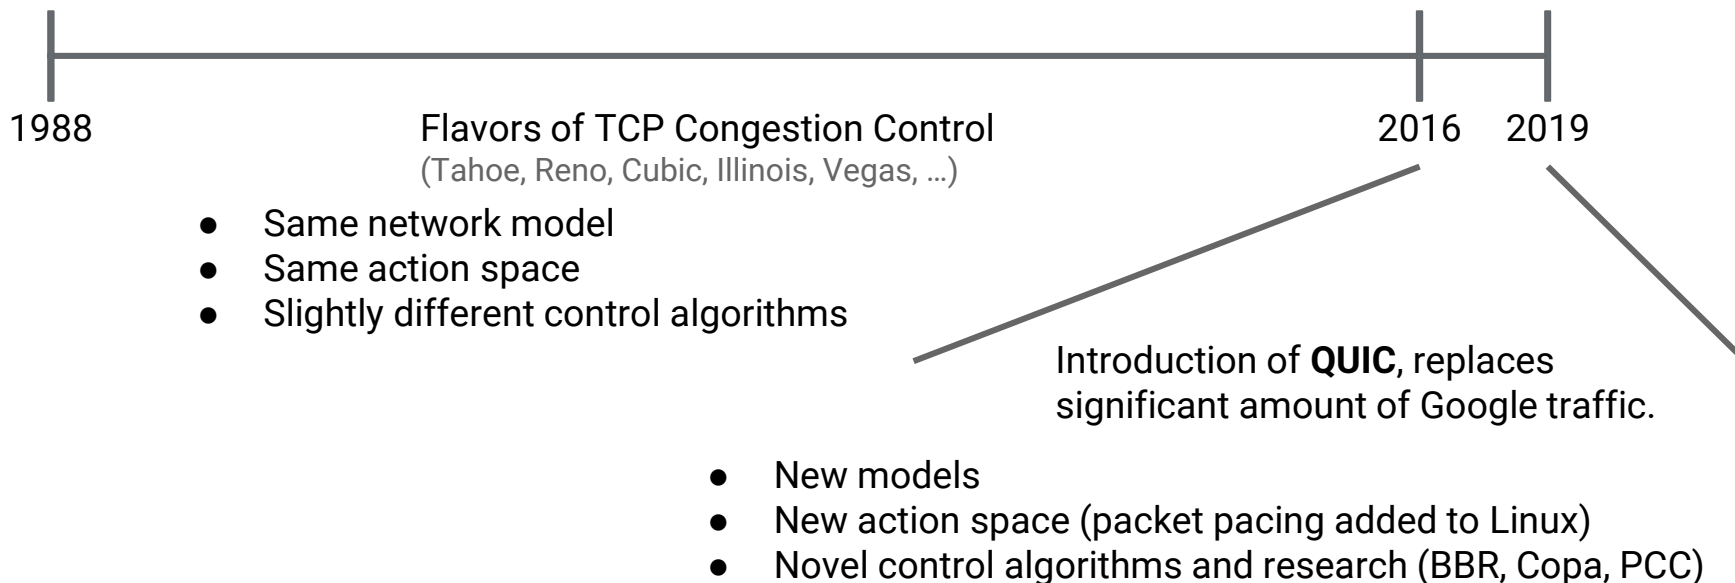 1988
2016
2019
Flavors of TCP Congestion Control
(Tahoe, Reno, Cubic, Illinois, Vegas, …)
● Same network model
● Same action space
● Slightly different control algorithms
Introduction of QUIC, replaces
significant amount of Google traffic.
● New models
● New action space (packet pacing added to Linux)
● Novel control algorithms and research (BBR, Copa, PCC)